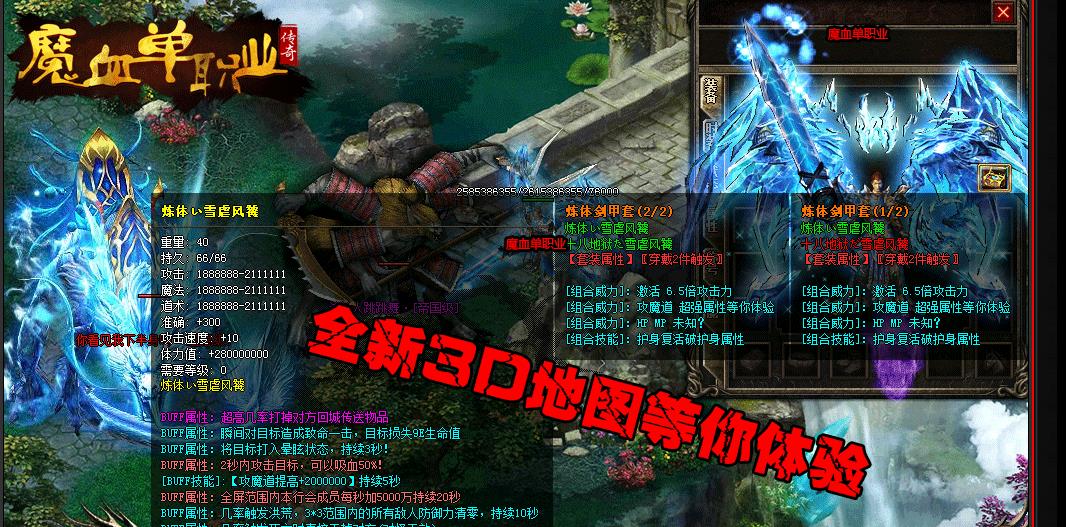 魔血单职业
传奇
魔血单职业
装备
2585386355/2615386355/76000
炼体い雪虐风饕
重量: 40
持久: 66/66
攻击: 1888888-2111111
魔法: 1888888-2111111
道术: 1888888-2111111
准确: +300
攻击速度: +10
体力值: +280000000
需要等级: 0
炼体い雪虐风饕
BUFF属性: 超高几率打掉对方回城传送物品
BUFF属性: 瞬间对目标造成致命一击，目标损失9E生命值
BUFF属性: 将目标打入晕眩状态，持续3秒!
BUFF属性: 2秒内攻击目标，可以吸血50%!
[BUFF技能]:【攻魔道提高+2000000】持续5秒
BUFF属性: 全屏范围内本行会成员每秒加5000万持续20秒
BUFF属性: 几率触发洪荒，3*3范围内的所有敌人防御力清零，持续10秒
炼体剑甲套(2/2)
炼体い雪虐风饕
十八地狱た雪虐风饕
【套装属性】【穿戴2件触发】
[组合威力]: 激活 6.5倍攻击力
[组合威力]: 攻魔道 超强属性等你体验
[组合威力]: HP MP 未知?
[组合技能]: 护身复活破护身属性
炼体剑甲套(1/2)
炼体い雪虐风饕
十八地狱た雪虐风饕
【套装属性】【穿戴2件触发】
[组合威力]: 激活 6.5倍攻击力
[组合威力]: 攻魔道 超强属性等你体验
[组合威力]: HP MP 未知?
[组合技能]: 护身复活破护身属性
魔血单职业
人跳跳舞·[帝国级]
全新3D地图等你体验